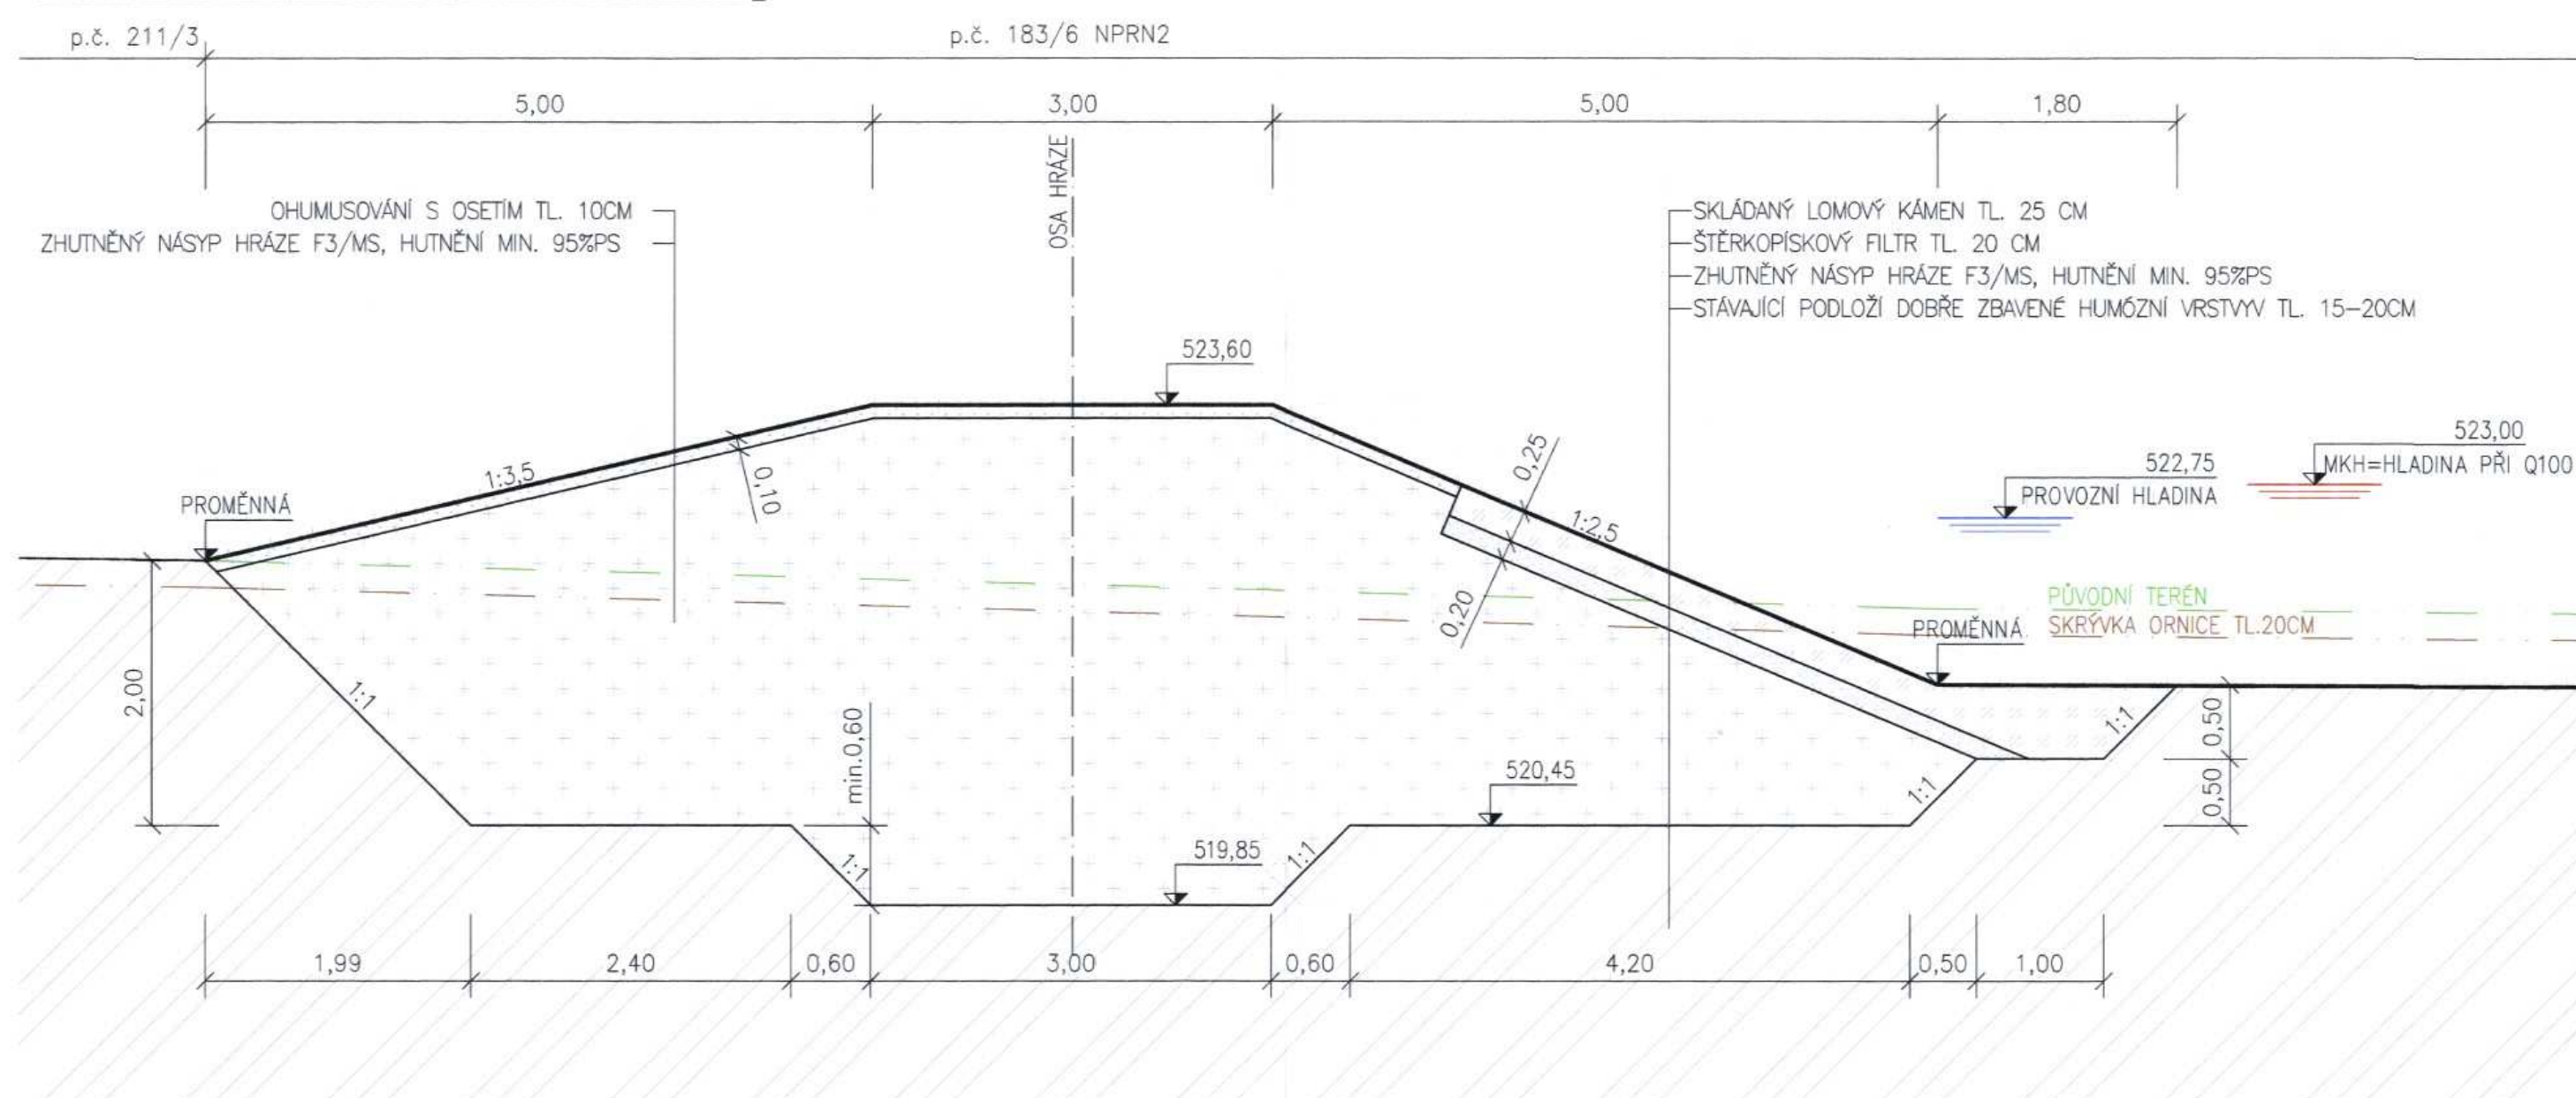 p.č. 211/3
p.č. 183/6 NPRN2
5,00
3,00
5,00
1,80
OSA HRÁZE
OHUMUSOVÁNÍ S OSETÍM TL. 10CM
ZHUTNĚNÝ NÁSYP HRÁZE F3/MS, HUTNĚNÍ MIN. 95%PS
SKLÁDANÝ LOMOVÝ KÁMEN TL. 25 CM
ŠTĚRKOPÍSKOVÝ FILTR TL. 20 CM
ZHUTNĚNÝ NÁSYP HRÁZE F3/MS, HUTNĚNÍ MIN. 95%PS
STÁVAJÍCÍ PODLOŽÍ DOBŘE ZBAVENÉ HUMÓZNÍ VRSTVYV TL. 15-20CM
523,60
523,00
MKH=HLADINA PŘI Q100
522,75
PROVOZNÍ HLADINA
0,25
1:3,5
0,10
1:2,5
PROMĚNNÁ
0,20
PŮVODNÍ TERÉN
SKRÝVKA ORNICE TL.20CM
PROMĚNNÁ
2,00
1:1
min.0,60
520,45
1:1
1:1
0,50
0,50
1:1
519,85
1:1
1,99
2,40
0,60
3,00
0,60
4,20
0,50
1,00